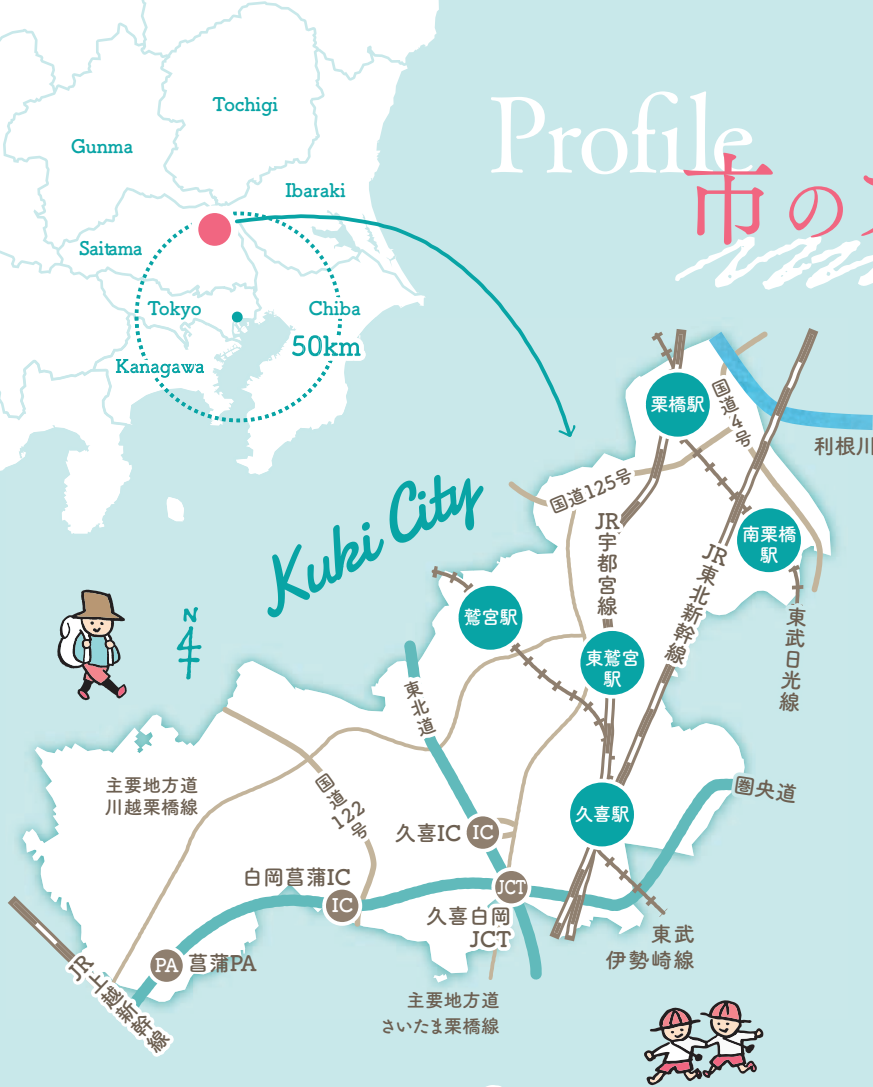 Profile
市の
Tochigi
Gunma
Ibaraki
Saitama
Tokyo
Chiba
50km
Kanagawa
栗橋駅
国道4号
利根川
国道125号
Kuki City
JR宇都宮線
南栗橋
駅
JR東北新幹線
鷲宮駅
東武日光線
N
東鷲宮
駅
東北道
主要地方道
川越栗橋線
国道122号
圏央道
久喜駅
久喜IC
IC
白岡菖蒲IC
IC
JCT
久喜白岡
JCT
東武
伊勢崎線
PA
菖蒲PA
JR上越新幹線
主要地方道
さいたま栗橋線